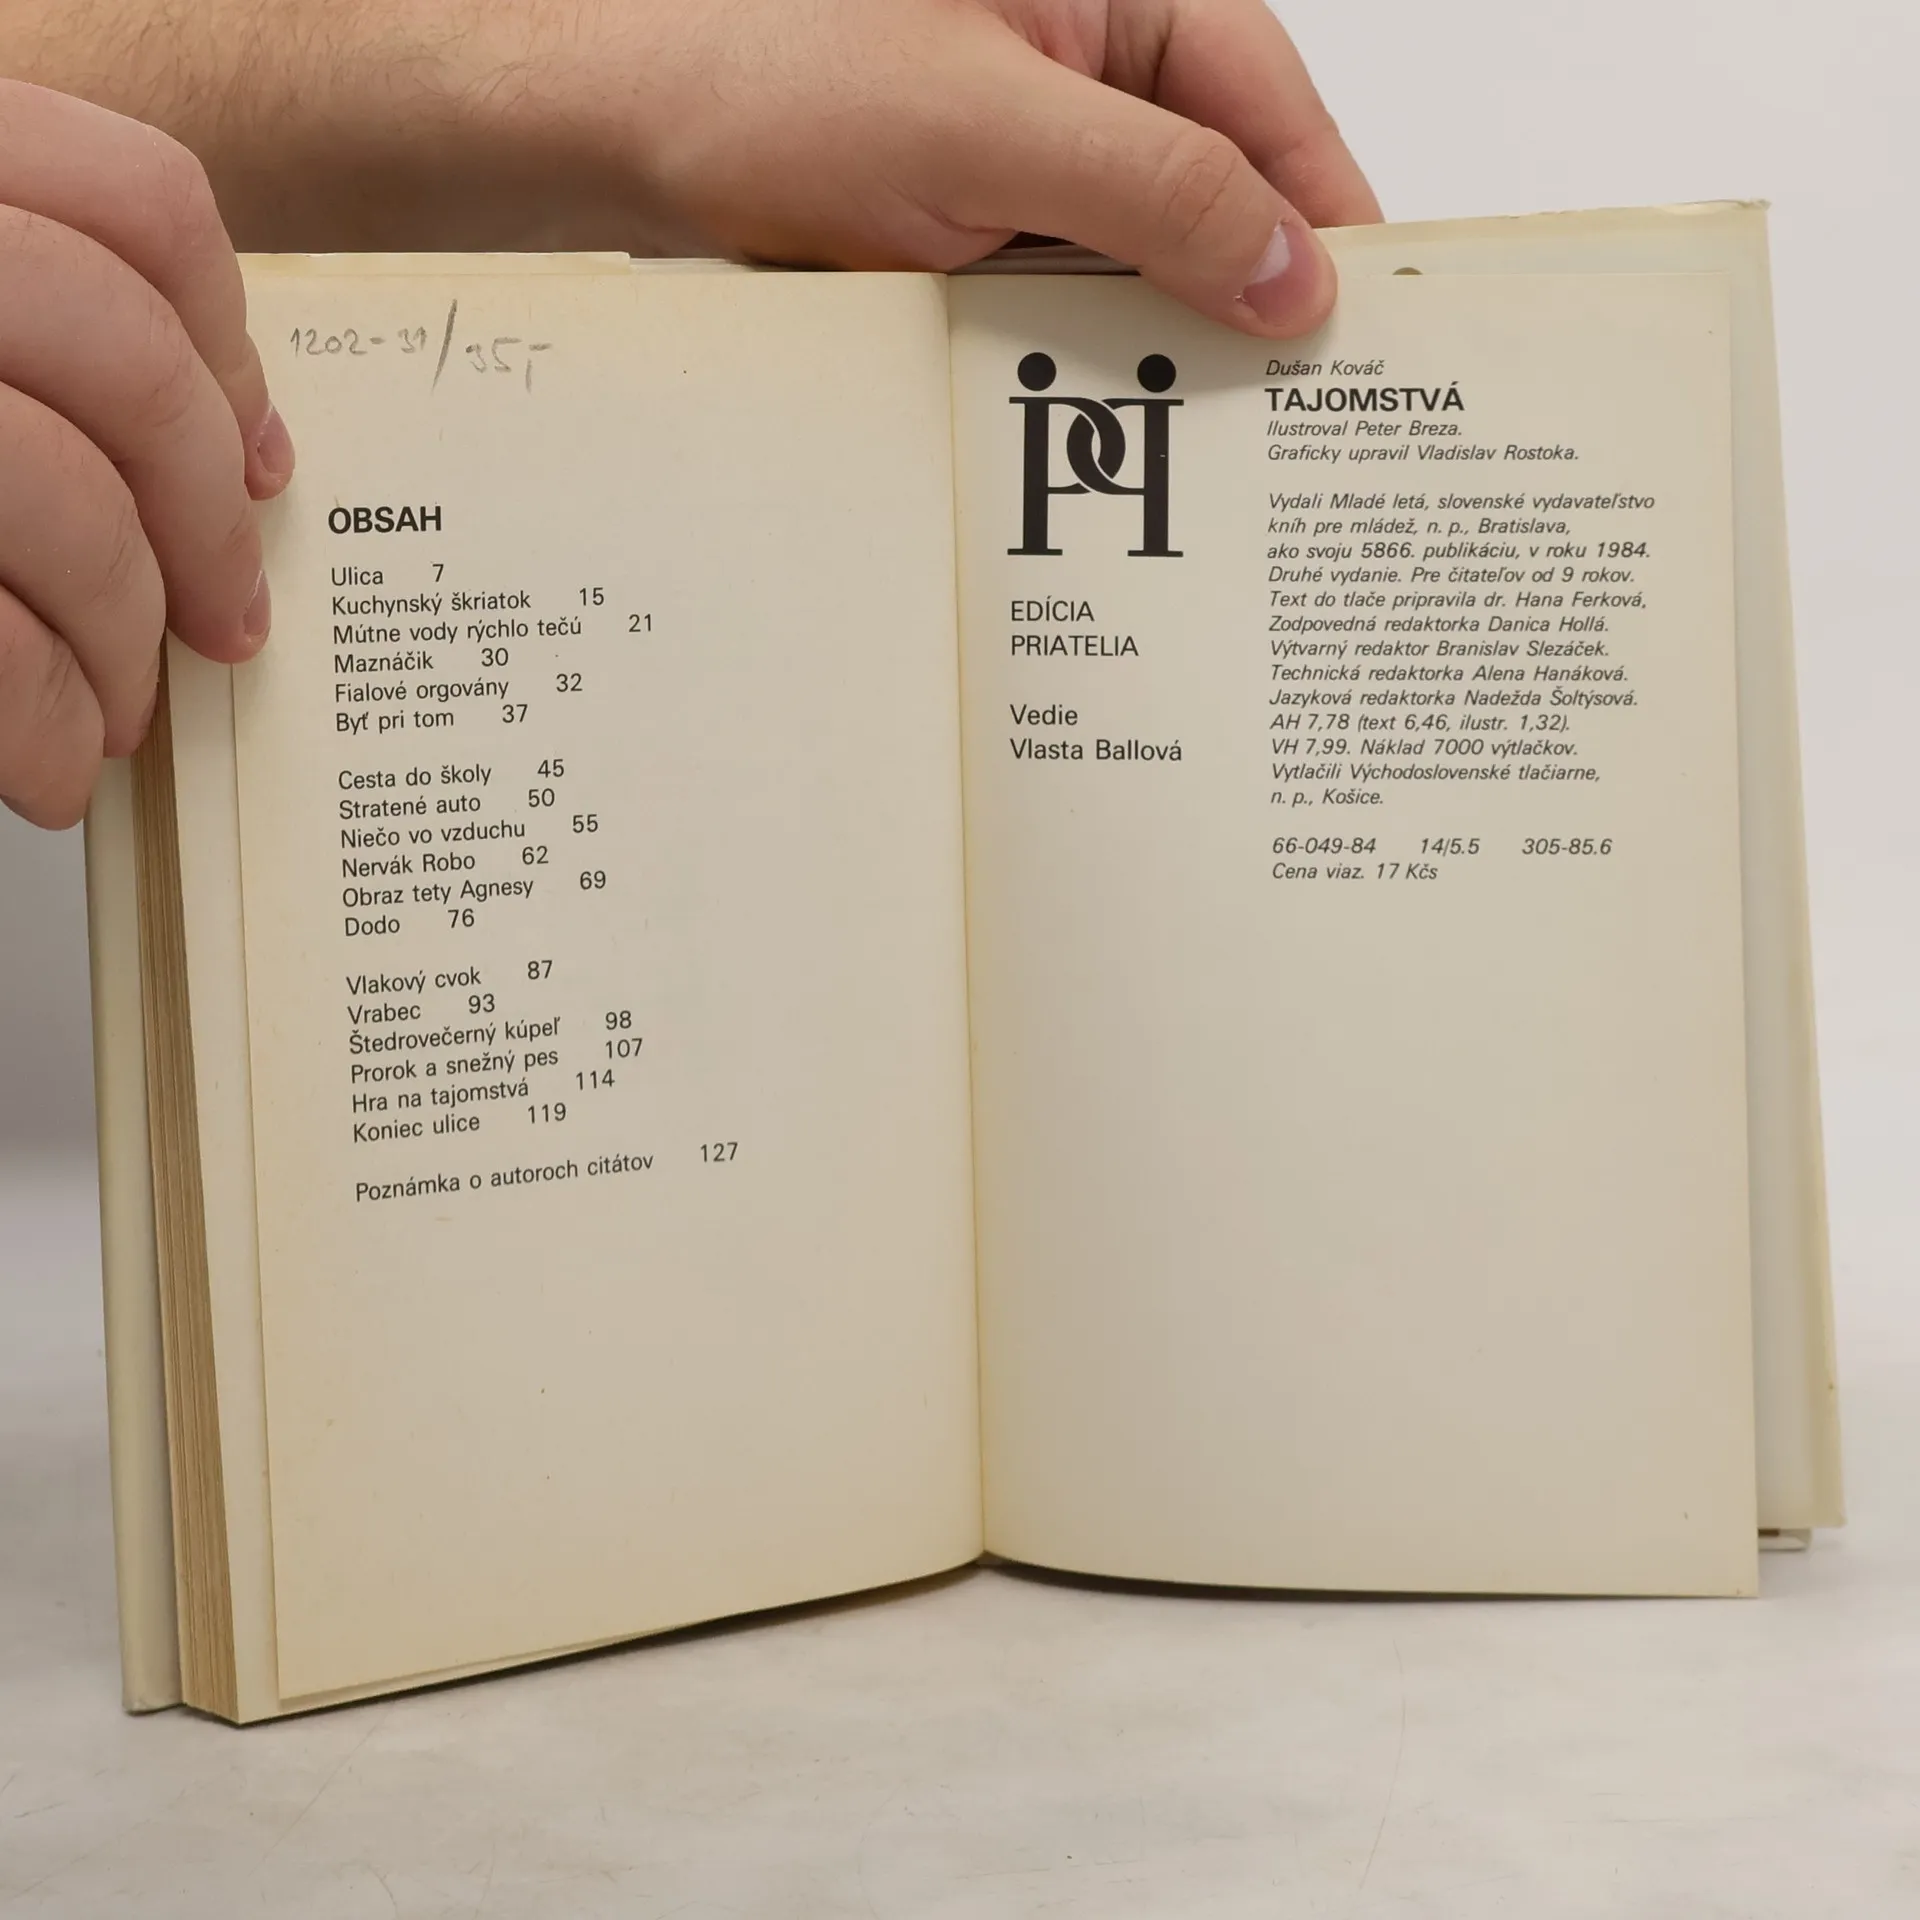 1202-31/95,-
OBSAH
Ulica 7
Kuchynský škriatok 15
Mútne vody rýchlo tečú 21
Maznáčik 30
Fialové orgovány 32
Byť pri tom 37
Cesta do školy 45
Stratené auto 50
Niečo vo vzduchu 55
Nervák Robo 62
Obraz tety Agnesy 69
Dodo 76
Vlakový cvok 87
Vrabec 93
Štedrovečerný kúpeľ 98
Prorok a snežný pes 107
Hra na tajomstvá 114
Koniec ulice 119
Poznámka o autoroch citátov 127
EDÍCIA
PRIATELIA
Vedie
Vlasta Ballová
Dušan Kováč
TAJOMSTVÁ
Ilustroval Peter Breza.
Graficky upravil Vladislav Rostoka.
Vydali Mladé letá, slovenské vydavateľstvo
kníh pre mládež, n. p., Bratislava,
ako svoju 5866. publikáciu, v roku 1984.
Druhé vydanie. Pre čitateľov od 9 rokov.
Text do tlače pripravila dr. Hana Ferková,
Zodpovedná redaktorka Danica Hollá.
Výtvarný redaktor Branislav Slezáček.
Technická redaktorka Alena Hanáková.
Jazyková redaktorka Nadežda Šoltýsová.
AH 7,78 (text 6,46, ilustr. 1,32).
VH 7,99. Náklad 7000 výtlačkov.
Vytlačili Východoslovenské tlačiarne,
n. p., Košice.
66-049-84 14/5.5 305-85.6
Cena viaz. 17 Kčs